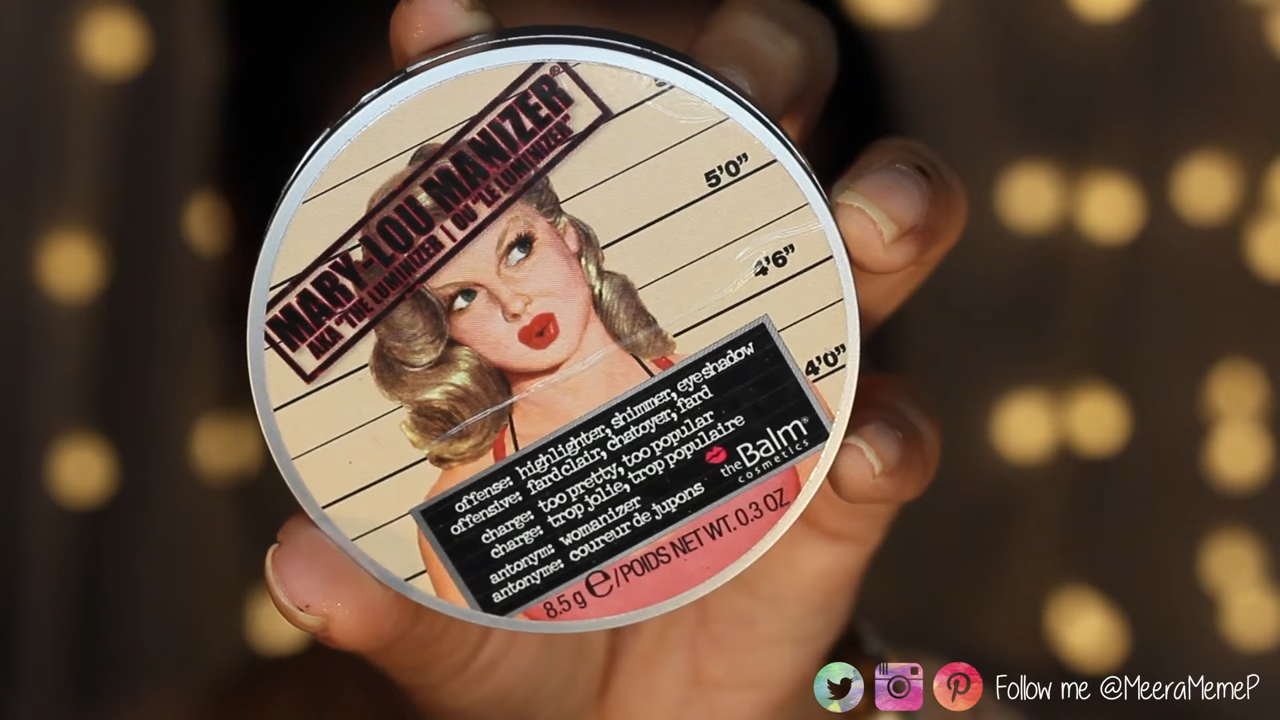 MARY-LOU MANIZER®
AKA "THE LUMINIZER | OU "LE LUMINIZER"
5'0"
4'6"
4'0"
offense: highlighter, shimmer, eyeshadow
offensive: fard clair, chatoyer, fard
charge: too pretty, too popular
charge: trop jolie, trop populaire
antonym: womanizer
antonyme: coureur de jupons
theBalm®
cosmetics
8.5 g e/POIDS NET WT. 0.3 OZ
Follow me @MeeraMemeP